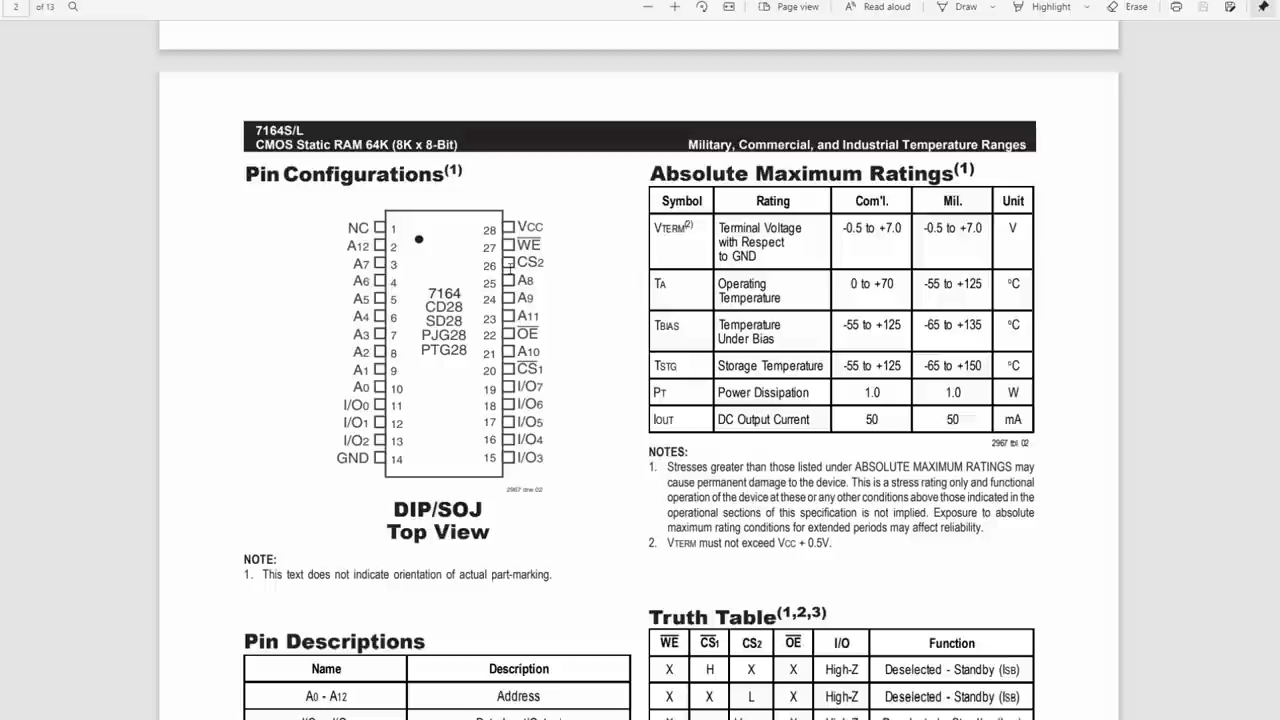 2 of 13 Page view Read aloud Draw Highlight Erase
7164S/L
CMOS Static RAM 64K (8K x 8-Bit) Military, Commercial, and Industrial Temperature Ranges
Pin Configurations(1)
NC 1 28 VCC
A12 2 27 WE
A7 3 26 CS2
A6 4 25 A8
A5 5 24 A9
A4 6 23 A11
A3 7 22 OE
A2 8 21 A10
A1 9 20 CS1
A0 10 19 I/O7
I/O0 11 18 I/O6
I/O1 12 17 I/O5
I/O2 13 16 I/O4
GND 14 15 I/O3
7164
CD28
SD28
PJG28
PTG28
2967 drw 02
DIP/SOJ
Top View
NOTE:
1. This text does not indicate orientation of actual part-marking.
Pin Descriptions
Name Description
A0 - A12 Address
Absolute Maximum Ratings(1)
Symbol Rating Com'l. Mil. Unit
VTERM(2) Terminal Voltage with Respect to GND -0.5 to +7.0 -0.5 to +7.0 V
TA Operating Temperature 0 to +70 -55 to +125 °C
TBIAS Temperature Under Bias -55 to +125 -65 to +135 °C
TSTG Storage Temperature -55 to +125 -65 to +150 °C
PT Power Dissipation 1.0 1.0 W
IOUT DC Output Current 50 50 mA
2967 tbl 02
NOTES:
1. Stresses greater than those listed under ABSOLUTE MAXIMUM RATINGS may
cause permanent damage to the device. This is a stress rating only and functional
operation of the device at these or any other conditions above those indicated in the
operational sections of this specification is not implied. Exposure to absolute
maximum rating conditions for extended periods may affect reliability.
2. VTERM must not exceed VCC + 0.5V.
Truth Table(1,2,3)
WE CS1 CS2 OE I/O Function
X H X X High-Z Deselected - Standby (ISB)
X X L X High-Z Deselected - Standby (ISB)